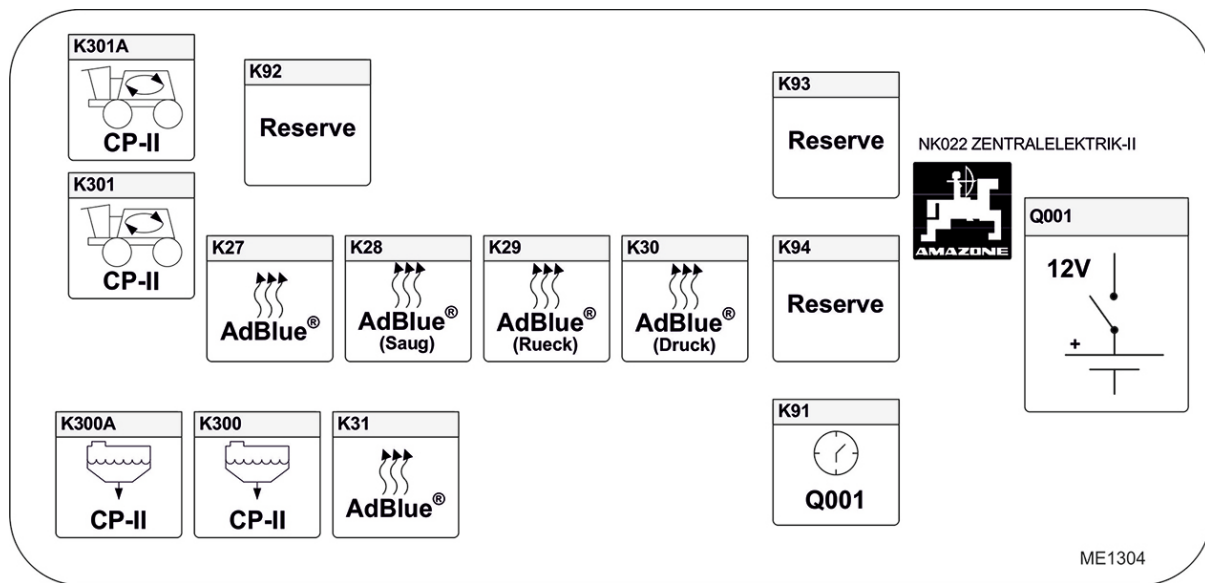 K301A
CP-II
K92
Reserve
K93
Reserve
NK022 ZENTRALELEKTRIK-II
AMAZONE
K301
CP-II
K27
AdBlue®
K28
AdBlue®
(Saug)
K29
AdBlue®
(Rueck)
K30
AdBlue®
(Druck)
K94
Reserve
Q001
12V
+
K300A
CP-II
K300
CP-II
K31
AdBlue®
K91
Q001
ME1304